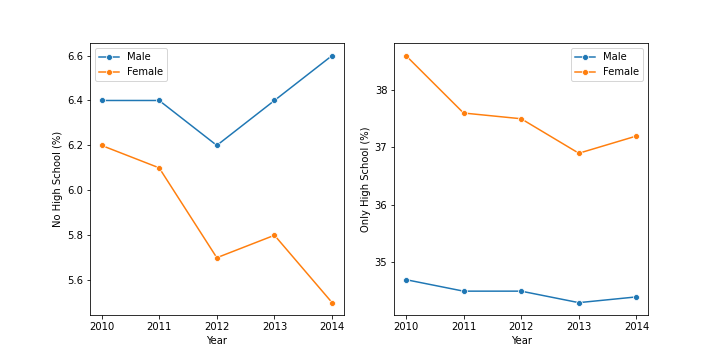 No High School (%)
6.6
6.4
6.2
6.0
5.8
5.6
Male
Female
2010 2011 2012 2013 2014
Year
Only High School (%)
38
37
36
35
Male
Female
2010 2011 2012 2013 2014
Year